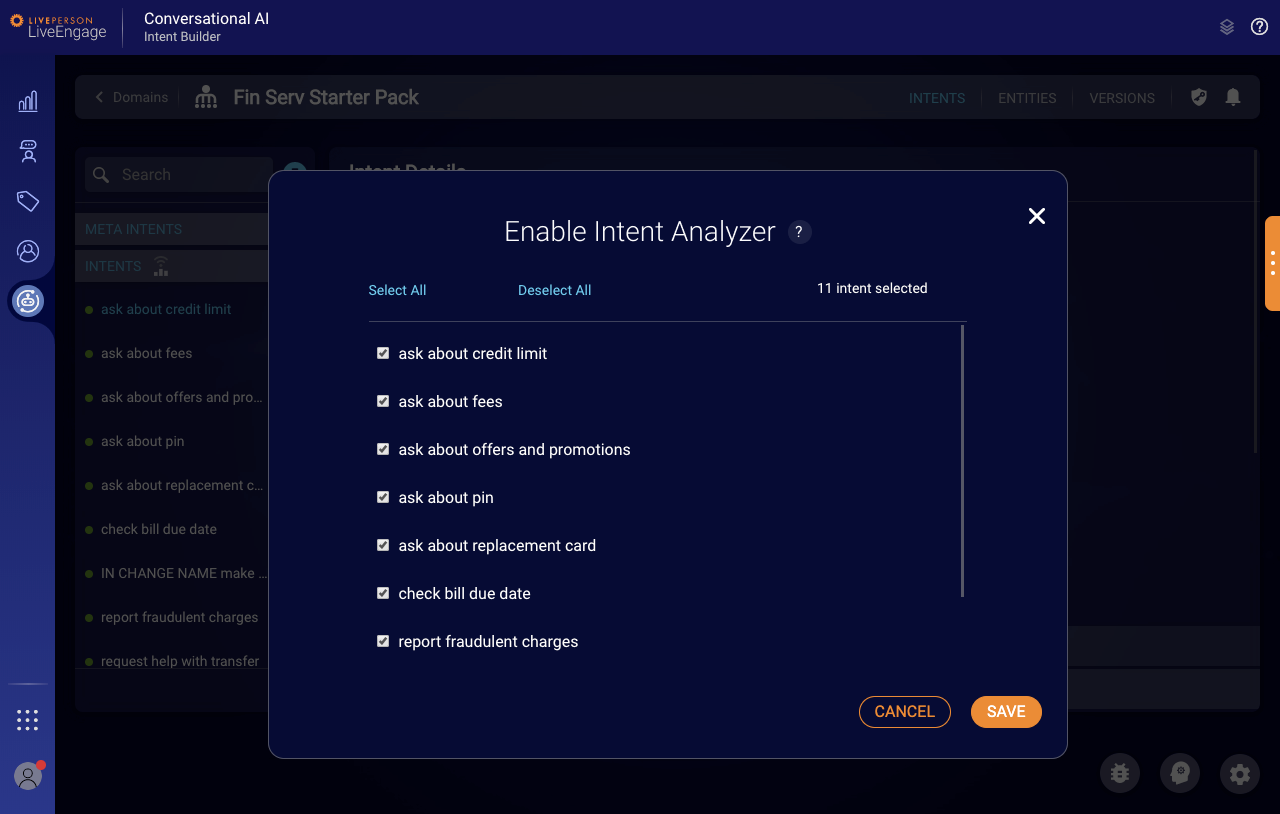 LIVEPERSON
LiveEngage
Conversational AI
Intent Builder
?
Domains
Fin Serv Starter Pack
INTENTS
ENTITIES
VERSIONS
Search
Intent Details
META INTENTS
INTENTS
ask about credit limit
ask about fees
ask about offers and pro...
ask about pin
ask about replacement c...
check bill due date
IN CHANGE NAME make ...
report fraudulent charges
request help with transfer
Enable Intent Analyzer ?
Select All
Deselect All
11 intent selected
ask about credit limit
ask about fees
ask about offers and promotions
ask about pin
ask about replacement card
check bill due date
report fraudulent charges
CANCEL
SAVE